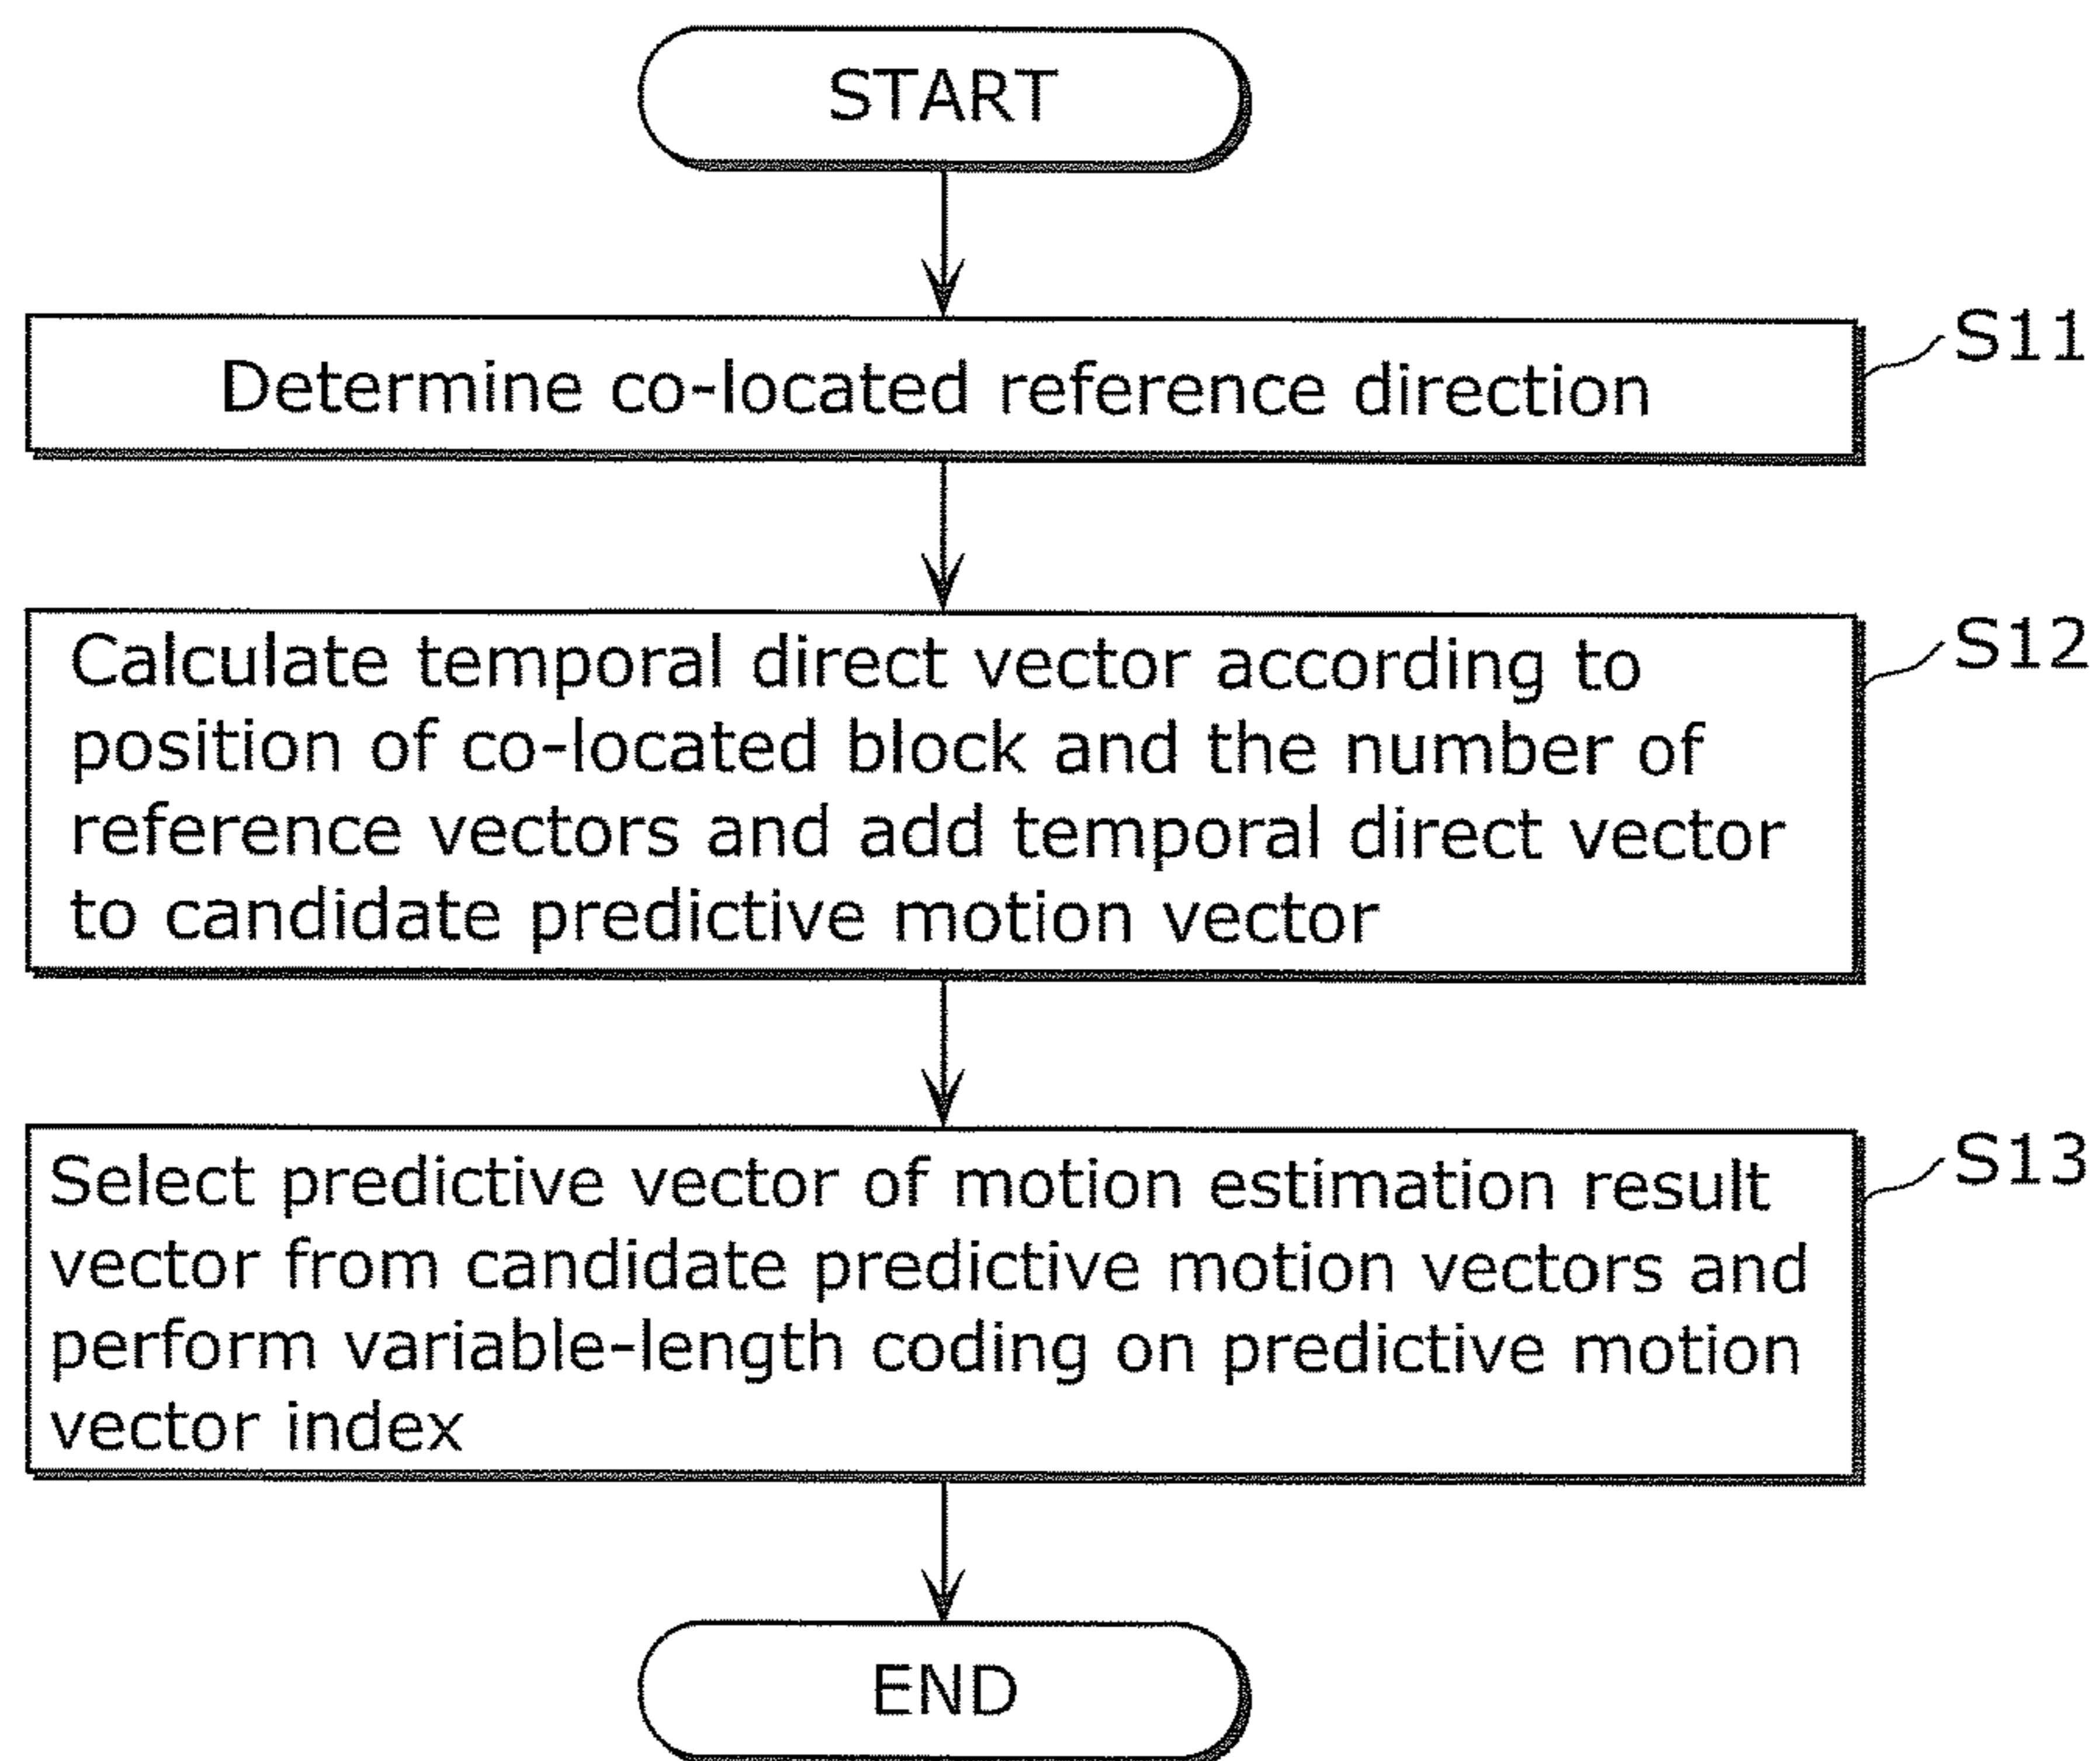 START
Determine co-located reference direction
S11
Calculate temporal direct vector according to
position of co-located block and the number of
reference vectors and add temporal direct vector
to candidate predictive motion vector
S12
Select predictive vector of motion estimation result
vector from candidate predictive motion vectors and
perform variable-length coding on predictive motion
vector index
S13
END